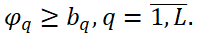 φ_q ≥ b_q, q = \overline{1, L}.